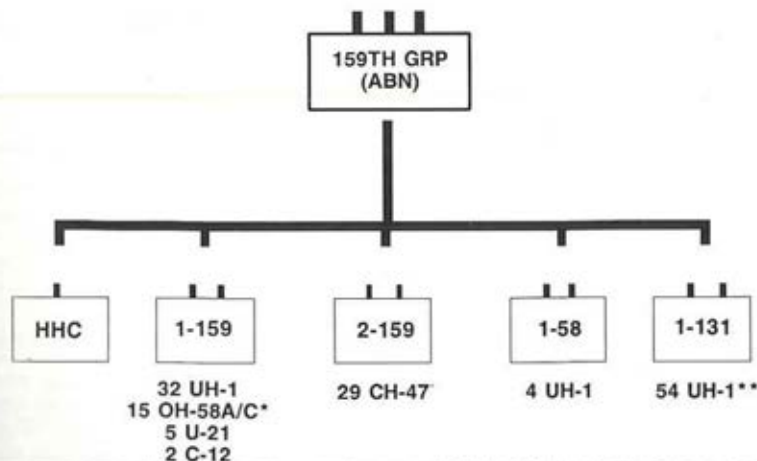 159TH GRP
(ABN)
HHC
1-159
2-159
1-58
1-131
32 UH-1
15 OH-58A/C*
5 U-21
2 C-12
29 CH-47
4 UH-1
54 UH-1**